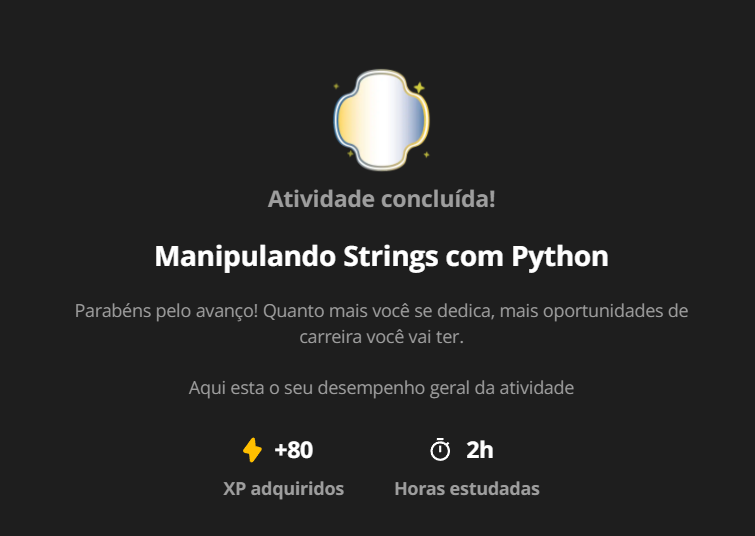 Atividade concluída!
Manipulando Strings com Python
Parabéns pelo avanço! Quanto mais você se dedica, mais oportunidades de
carreira você vai ter.
Aqui esta o seu desempenho geral da atividade
+80
2h
XP adquiridos
Horas estudadas